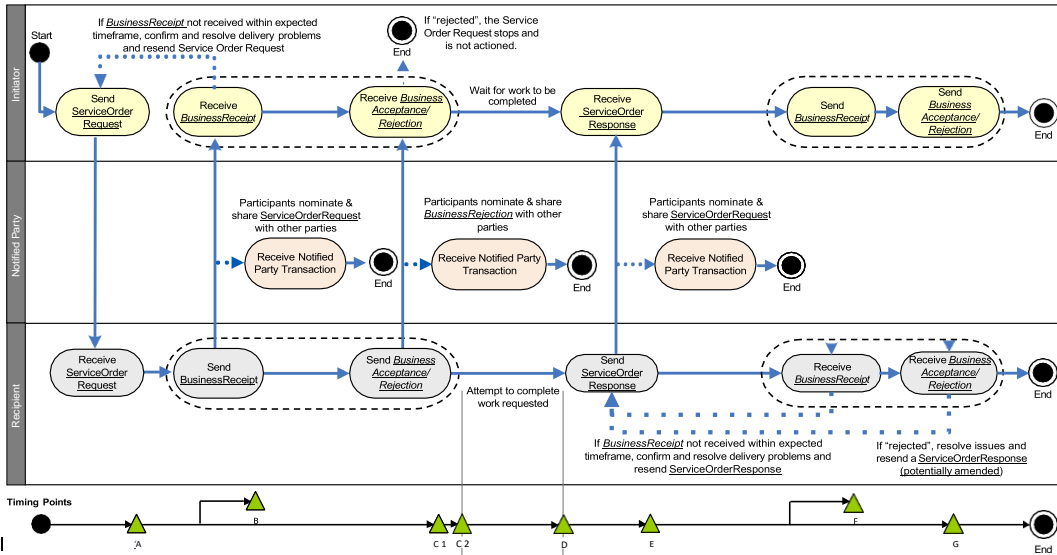 Initiator
Start
If BusinessReceipt not received within expected
timeframe, confirm and resolve delivery problems
and resend Service Order Request
End
If “rejected”, the Service
Order Request stops and
is not actioned.
Send
ServiceOrder
Request
Receive
BusinessReceipt
Receive Business
Acceptance/
Rejection
Wait for work to be
completed
Receive
ServiceOrder
Response
Send
BusinessReceipt
Send
Business
Acceptance/
Rejection
End
Notified Party
Participants nominate &
share ServiceOrderRequest
with other parties
Receive Notified
Party Transaction
End
Participants nominate & share
BusinessRejection with other
parties
Receive Notified Party
Transaction
End
Participants nominate &
share ServiceOrderRequest
with other parties
Receive Notified
Party Transaction
End
Recipient
Receive
ServiceOrder
Request
Send
BusinessReceipt
Send Business
Acceptance/
Rejection
Attempt to complete
work requested
Send
ServiceOrder
Response
Receive
BusinessReceipt
Receive Business
Acceptance/
Rejection
End
If BusinessReceipt not received within expected
timeframe, confirm and resolve delivery problems and
resend ServiceOrderResponse
If “rejected”, resolve issues and
resend a ServiceOrderResponse
(potentially amended)
Timing Points
A
B
C 1
C 2
D
E
F
G
End